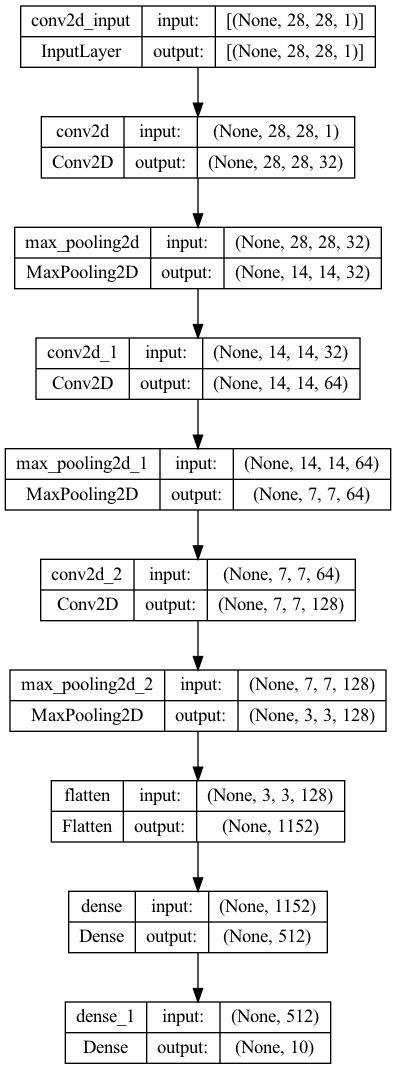 conv2d_input input: [(None, 28, 28, 1)]
InputLayer output: [(None, 28, 28, 1)]
conv2d input: (None, 28, 28, 1)
Conv2D output: (None, 28, 28, 32)
max_pooling2d input: (None, 28, 28, 32)
MaxPooling2D output: (None, 14, 14, 32)
conv2d_1 input: (None, 14, 14, 32)
Conv2D output: (None, 14, 14, 64)
max_pooling2d_1 input: (None, 14, 14, 64)
MaxPooling2D output: (None, 7, 7, 64)
conv2d_2 input: (None, 7, 7, 64)
Conv2D output: (None, 7, 7, 128)
max_pooling2d_2 input: (None, 7, 7, 128)
MaxPooling2D output: (None, 3, 3, 128)
flatten input: (None, 3, 3, 128)
Flatten output: (None, 1152)
dense input: (None, 1152)
Dense output: (None, 512)
dense_1 input: (None, 512)
Dense output: (None, 10)